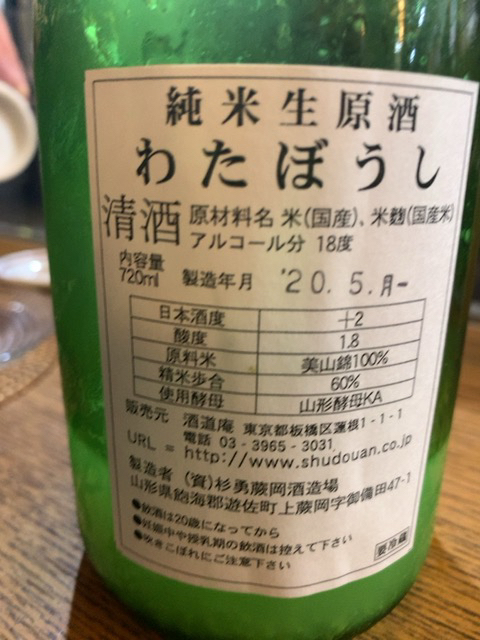 純米生原酒
わたぼうし
清酒 原材料名 米(国産)、米麹(国産米)
アルコール分 18度
内容量
720ml 製造年月 '20.5.月
日本酒度 +2
酸度 1.8
原料米 美山錦100%
精米歩合 60%
使用酵母 山形酵母KA
販売元 酒道庵 東京都板橋区蓮根1-1-1
電話 03-3965-3031
URL = http://www.shudouan.co.jp
製造者 (資)杉勇蕨岡酒造場
山形県飽海郡遊佐町上蕨岡字御備田47-1
●飲酒は20歳になってから
●妊娠中や授乳期の飲酒は控えて下さい
●吹きこぼれにご注意下さい
要冷蔵